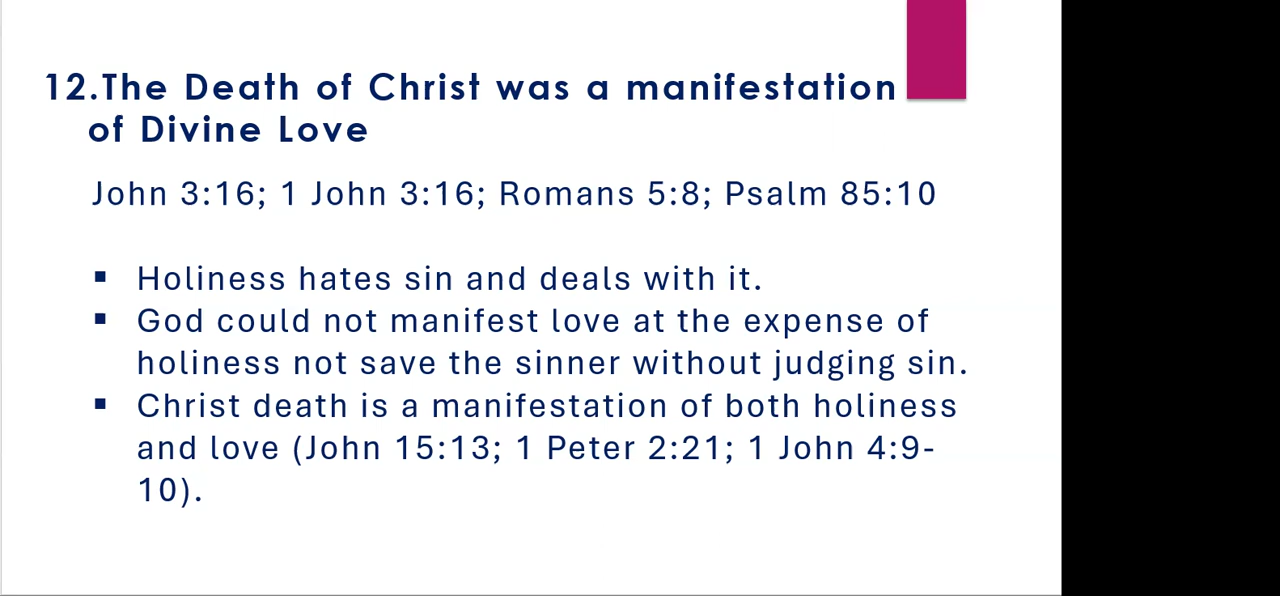 12.The Death of Christ was a manifestation
of Divine Love
John 3:16; 1 John 3:16; Romans 5:8; Psalm 85:10
▪ Holiness hates sin and deals with it.
▪ God could not manifest love at the expense of
holiness not save the sinner without judging sin.
▪ Christ death is a manifestation of both holiness
and love (John 15:13; 1 Peter 2:21; 1 John 4:9-
10).